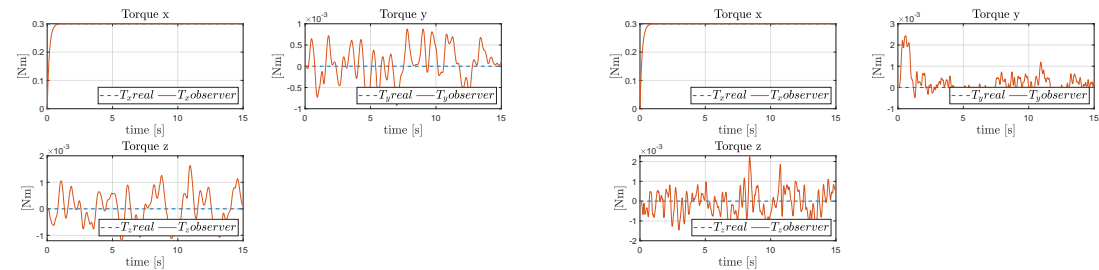 Torque x
0.3
0.2
0.1
0
[Nm]
T_x real T_x observer
0 5 10 15
time [s]
Torque y
×10⁻³
1
0.5
0
-0.5
-1
[Nm]
T_y real T_y observer
0 5 10 15
time [s]
Torque z
×10⁻³
2
1
0
-1
[Nm]
T_z real T_z observer
0 5 10 15
time [s]
Torque x
0.3
0.2
0.1
0
[Nm]
T_x real T_x observer
0 5 10 15
time [s]
Torque y
×10⁻³
3
2
1
0
-1
[Nm]
T_y real T_y observer
0 5 10 15
time [s]
Torque z
×10⁻³
2
1
0
-1
-2
[Nm]
T_z real T_z observer
0 5 10 15
time [s]